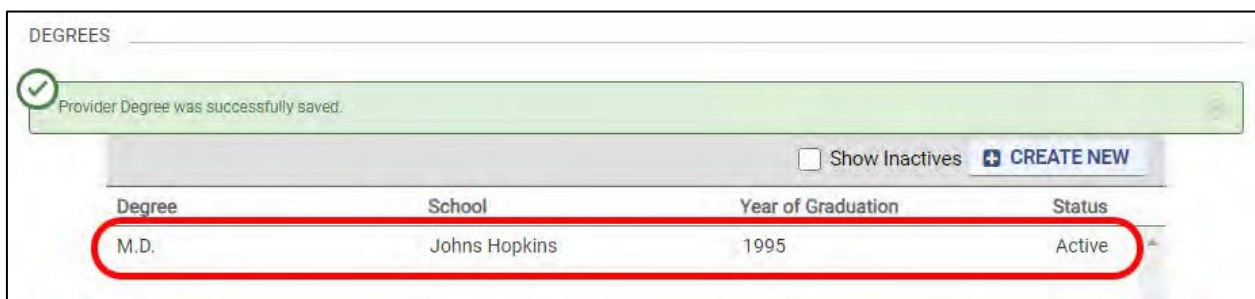 DEGREES
Provider Degree was successfully saved.
Show Inactives CREATE NEW
Degree School Year of Graduation Status
M.D. Johns Hopkins 1995 Active